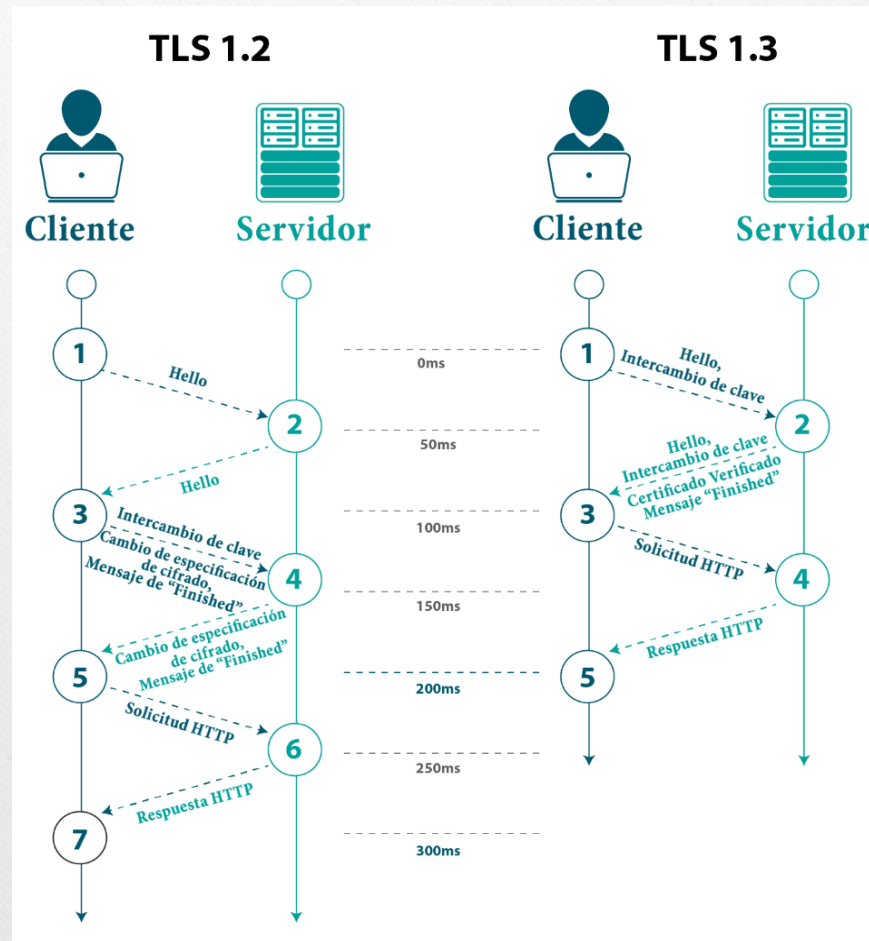 TLS 1.2
TLS 1.3
Cliente
Servidor
Cliente
Servidor
1
Hello
2
Hello
3
Intercambio de clave
Cambio de especificación
de cifrado,
Mensaje de “Finished”
4
Cambio de especificación
de cifrado,
Mensaje de “Finished”
5
Solicitud HTTP
6
Respuesta HTTP
7
0ms
50ms
100ms
150ms
200ms
250ms
300ms
1
Hello,
Intercambio de clave
2
Hello,
Intercambio de clave
Certificado Verificado
Mensaje “Finished”
3
Solicitud HTTP
4
Respuesta HTTP
5